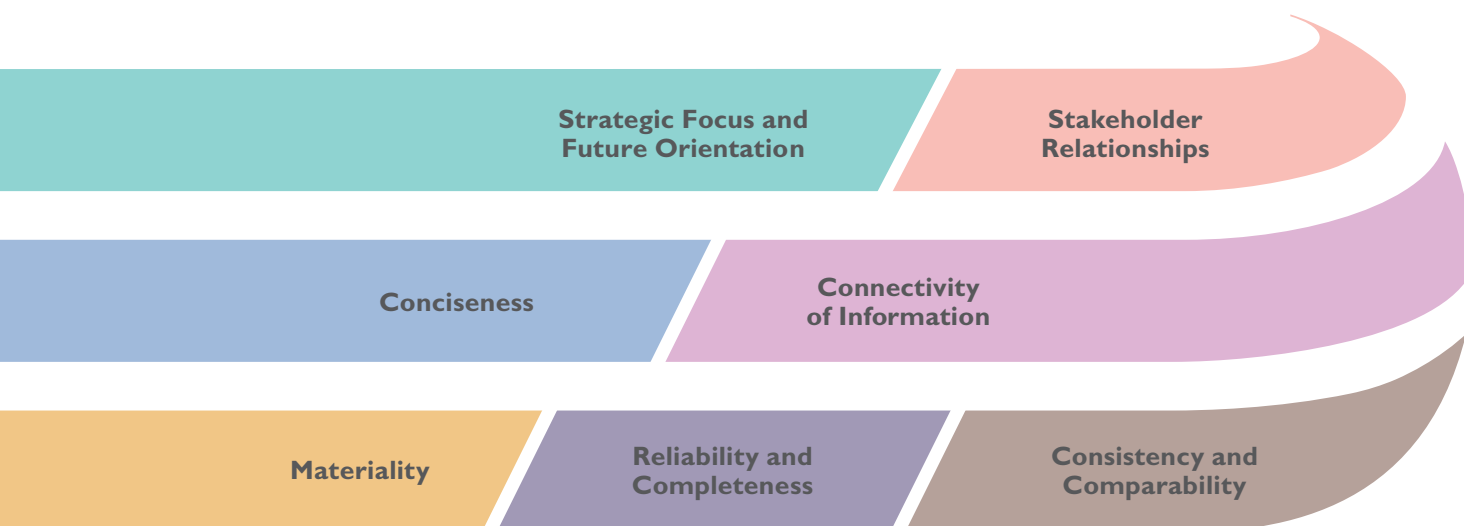 Strategic Focus and
Future Orientation
Stakeholder
Relationships
Conciseness
Connectivity
of Information
Materiality
Reliability and
Completeness
Consistency and
Comparability